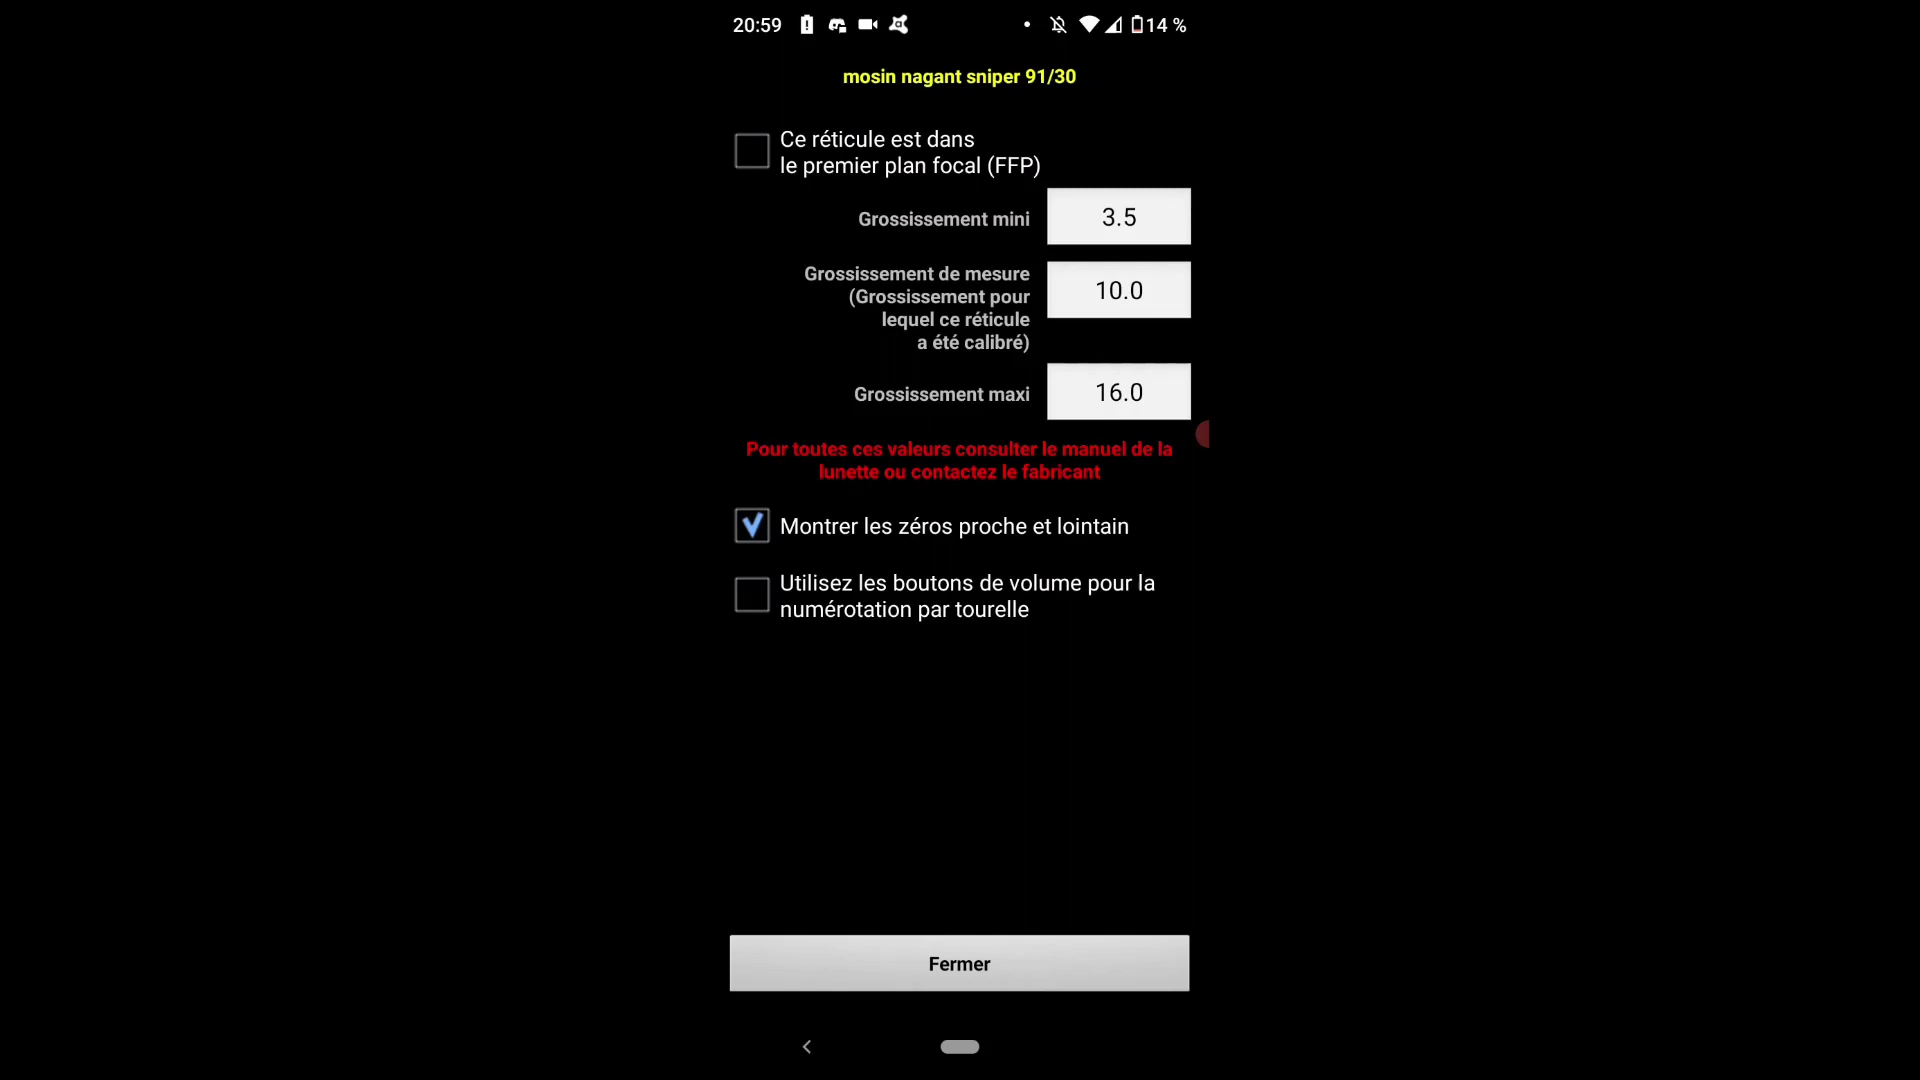 20:59
14 %
mosin nagant sniper 91/30
Ce réticule est dans
le premier plan focal (FFP)
Grossissement mini
3.5
Grossissement de mesure
(Grossissement pour
lequel ce réticule
a été calibré)
10.0
Grossissement maxi
16.0
Pour toutes ces valeurs consulter le manuel de la
lunette ou contactez le fabricant
Montrer les zéros proche et lointain
Utilisez les boutons de volume pour la
numérotation par tourelle
Fermer